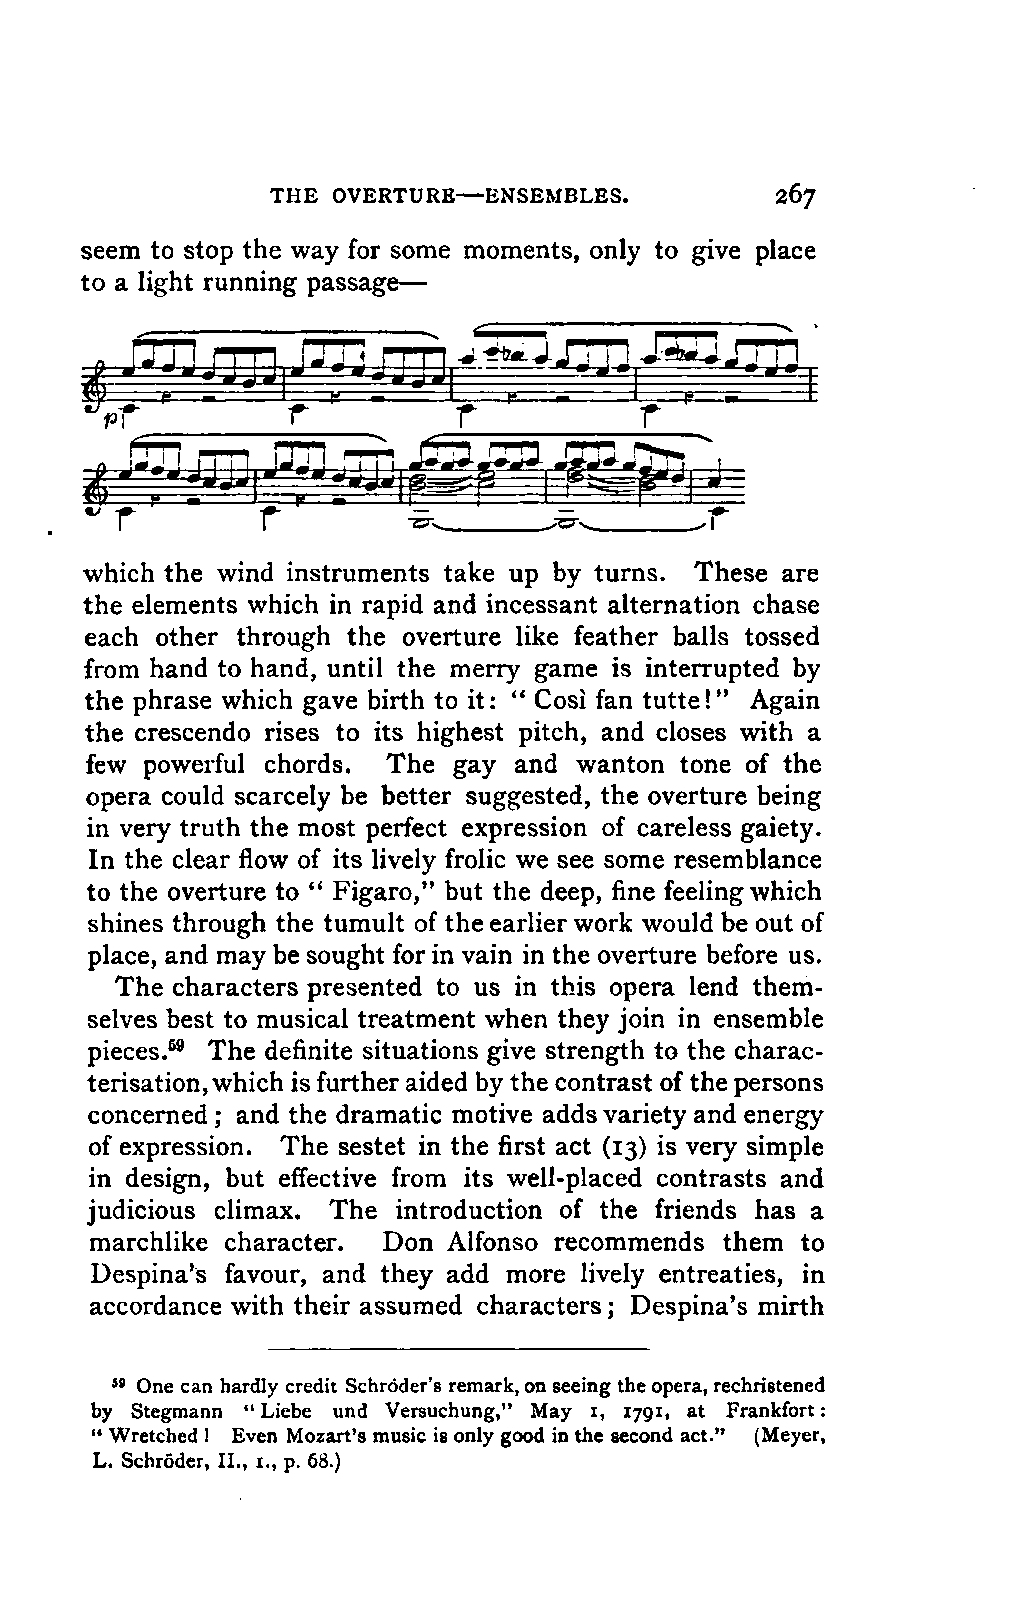 THE OVERTURE—ENSEMBLES. 267
seem to stop the way for some moments, only to give place
to a light running passage—
p
which the wind instruments take up by turns. These are
the elements which in rapid and incessant alternation chase
each other through the overture like feather balls tossed
from hand to hand, until the merry game is interrupted by
the phrase which gave birth to it: “ Così fan tutte!” Again
the crescendo rises to its highest pitch, and closes with a
few powerful chords. The gay and wanton tone of the
opera could scarcely be better suggested, the overture being
in very truth the most perfect expression of careless gaiety.
In the clear flow of its lively frolic we see some resemblance
to the overture to “ Figaro,” but the deep, fine feeling which
shines through the tumult of the earlier work would be out of
place, and may be sought for in vain in the overture before us.
The characters presented to us in this opera lend them-
selves best to musical treatment when they join in ensemble
pieces.⁵⁹ The definite situations give strength to the charac-
terisation, which is further aided by the contrast of the persons
concerned ; and the dramatic motive adds variety and energy
of expression. The sestet in the first act (13) is very simple
in design, but effective from its well-placed contrasts and
judicious climax. The introduction of the friends has a
marchlike character. Don Alfonso recommends them to
Despina's favour, and they add more lively entreaties, in
accordance with their assumed characters ; Despina's mirth
⁵⁹ One can hardly credit Schröder's remark, on seeing the opera, rechristened
by Stegmann “ Liebe und Versuchung,” May 1, 1791, at Frankfort :
“ Wretched ! Even Mozart's music is only good in the second act.” (Meyer,
L. Schröder, II., 1., p. 68.)